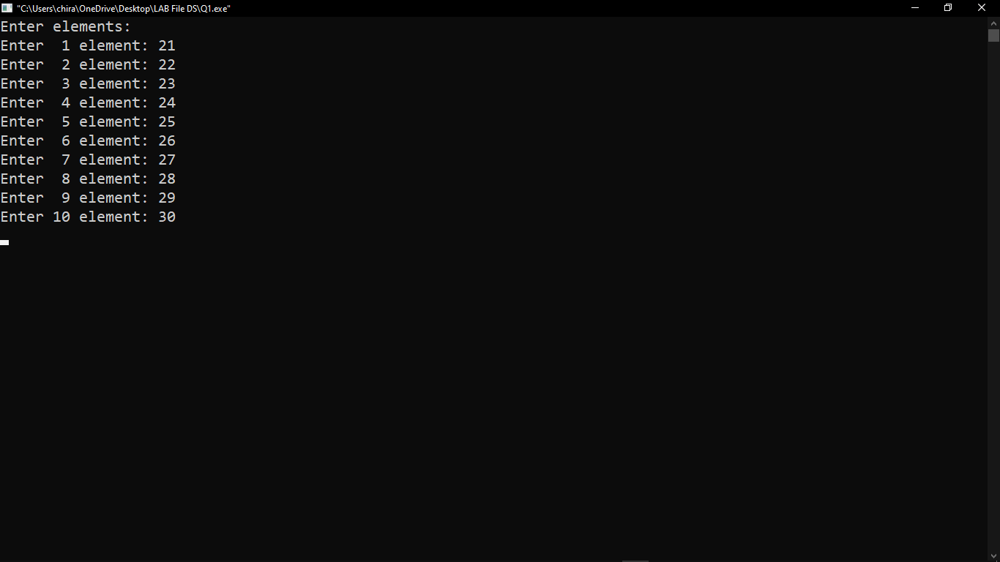 "C:\Users\chira\OneDrive\Desktop\LAB File DS\Q1.exe"
Enter elements:
Enter  1 element: 21
Enter  2 element: 22
Enter  3 element: 23
Enter  4 element: 24
Enter  5 element: 25
Enter  6 element: 26
Enter  7 element: 27
Enter  8 element: 28
Enter  9 element: 29
Enter 10 element: 30